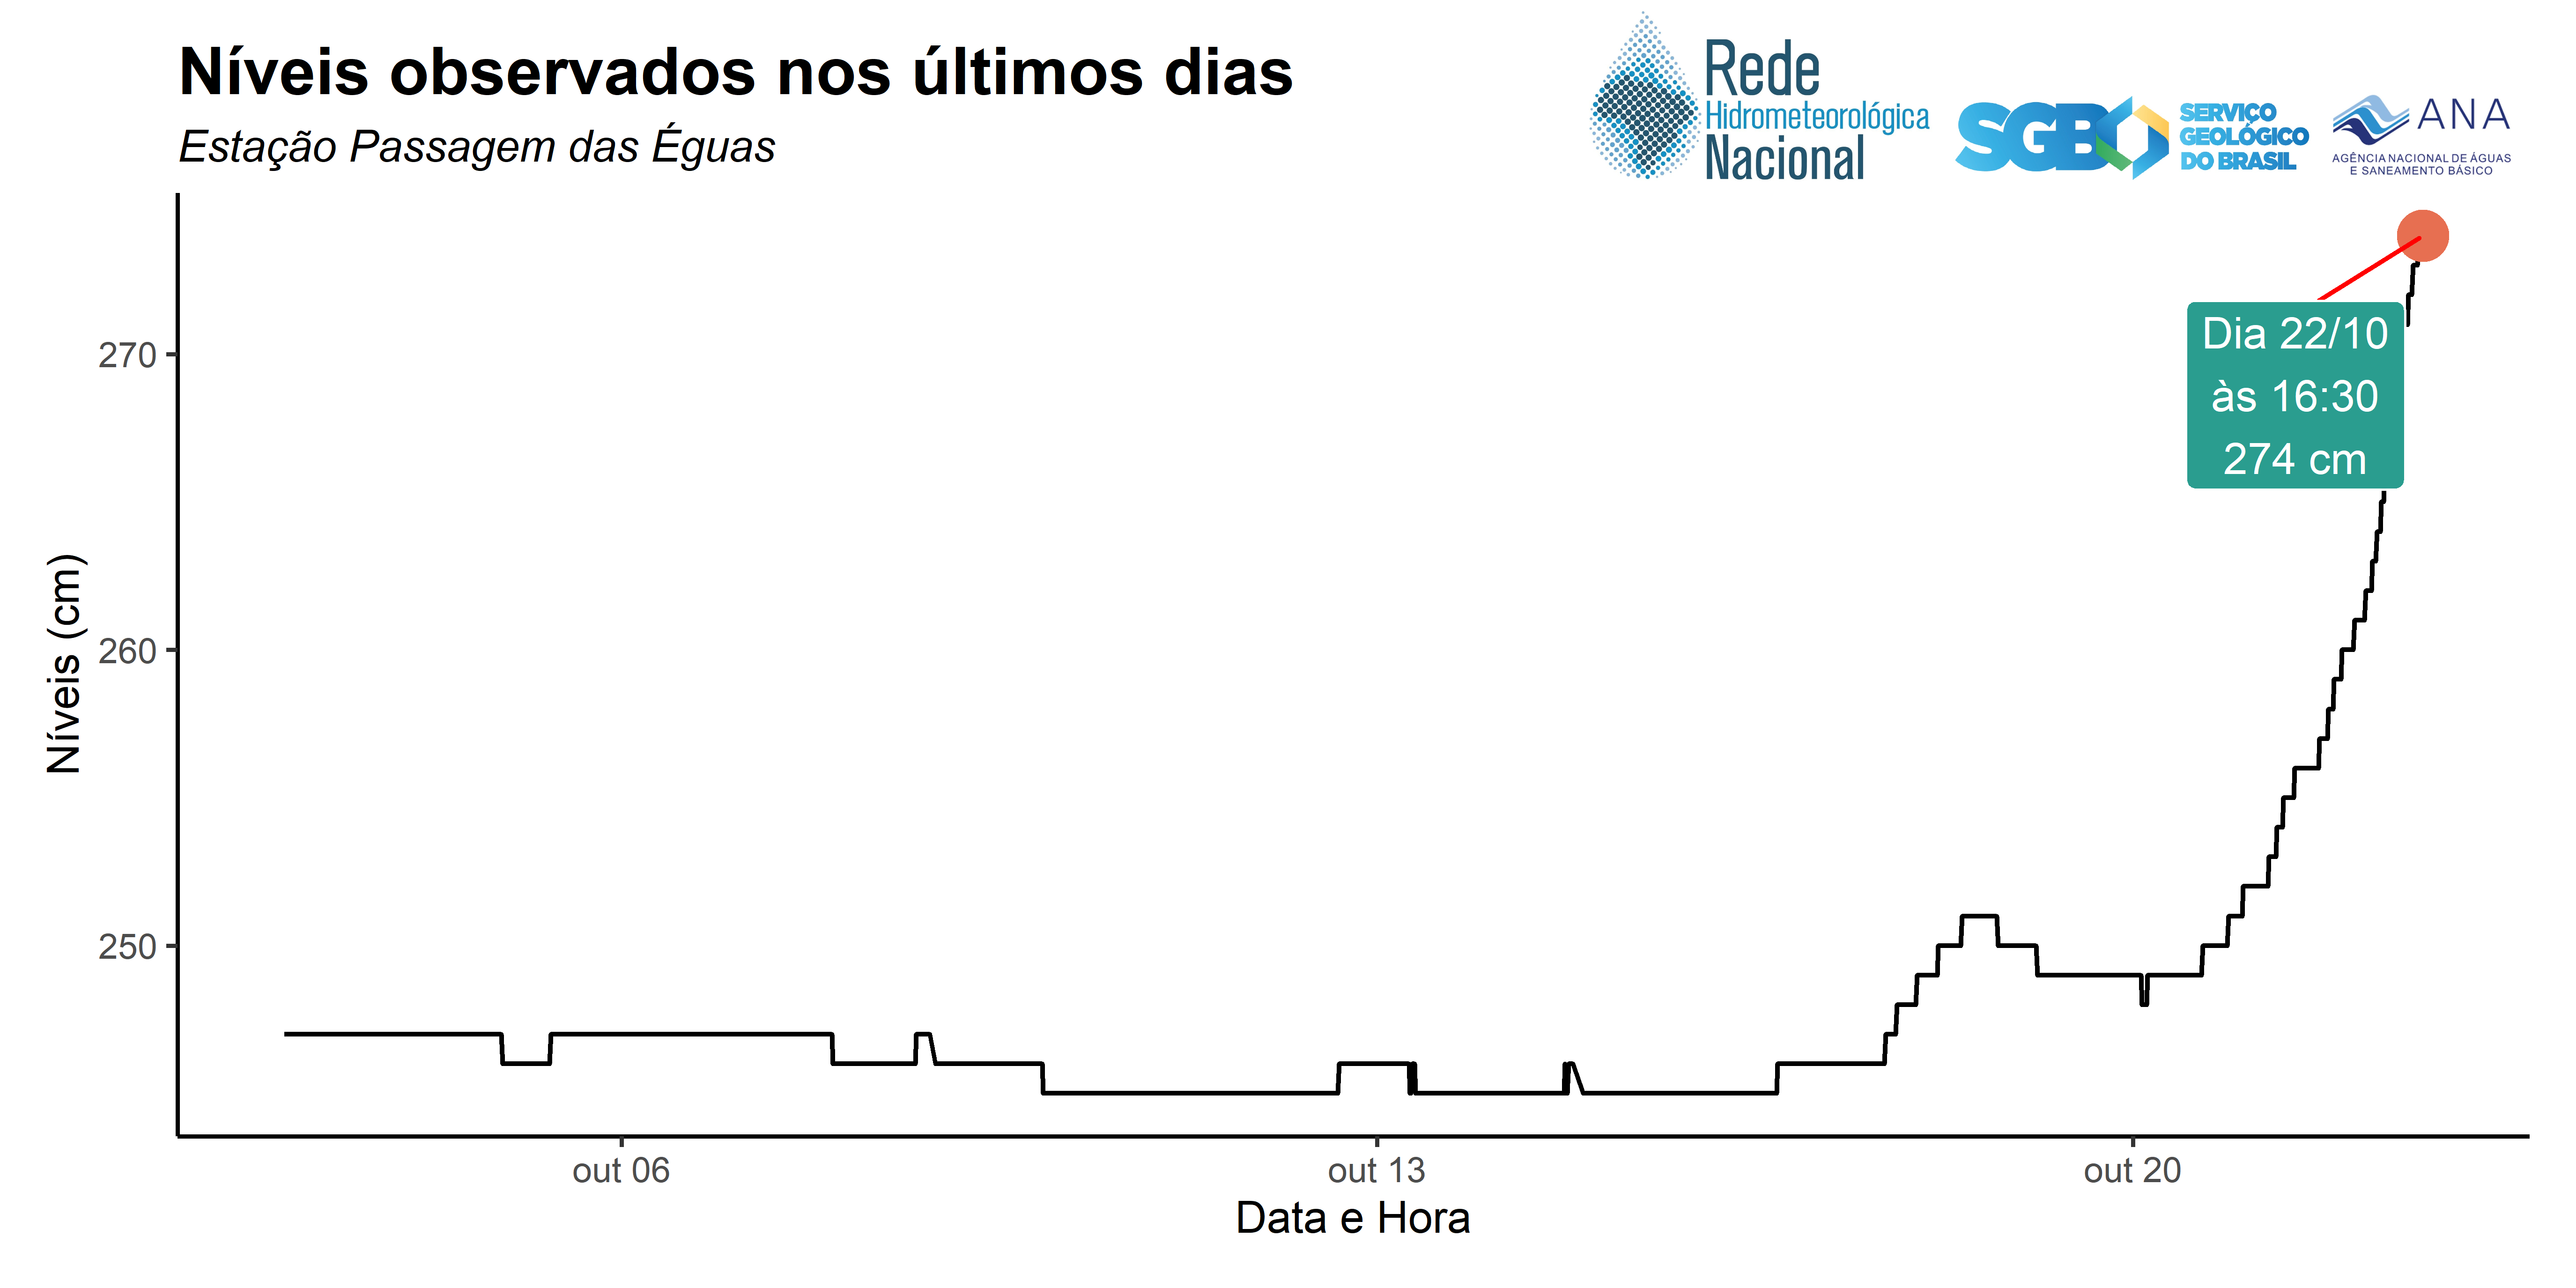 Níveis observados nos últimos dias
Estação Passagem das Éguas
Rede
Hidrometeorológica
Nacional
SGB
SERVIÇO
GEOLÓGICO
DO BRASIL
ANA
AGÊNCIA NACIONAL DE ÁGUAS
E SANEAMENTO BÁSICO
Dia 22/10
às 16:30
274 cm
270
260
250
Níveis (cm)
out 06
out 13
out 20
Data e Hora